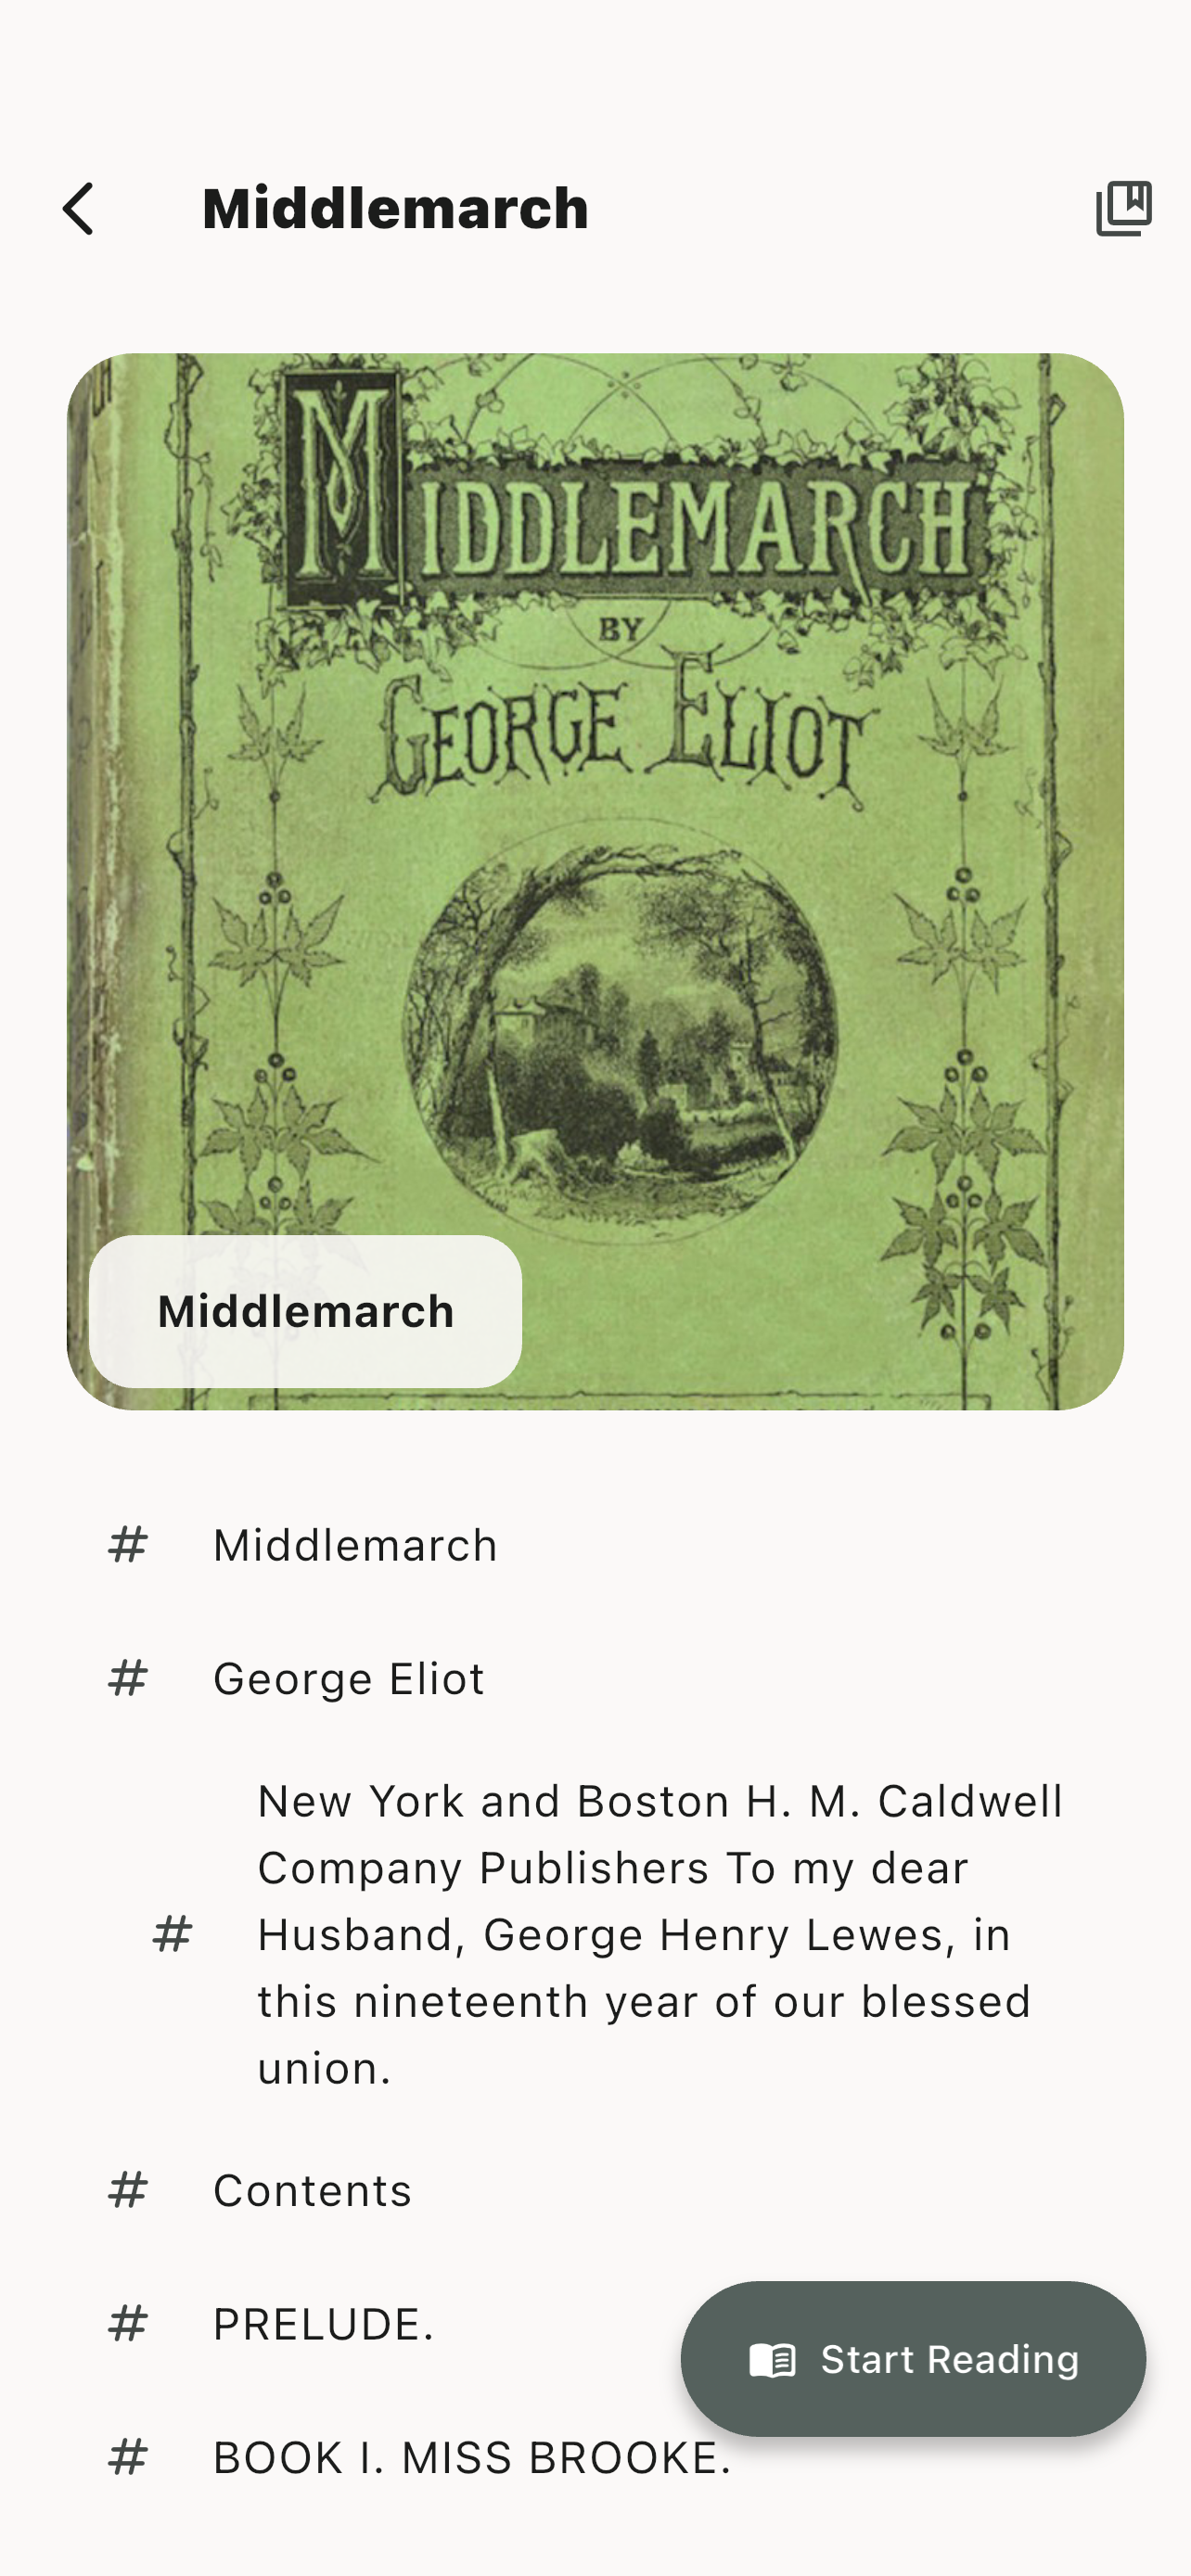 Middlemarch
MIDDLEMARCH
BY
GEORGE ELIOT
Middlemarch
# Middlemarch
# George Eliot
New York and Boston H. M. Caldwell
Company Publishers To my dear
# Husband, George Henry Lewes, in
this nineteenth year of our blessed
union.
# Contents
# PRELUDE.
Start Reading
# BOOK I. MISS BROOKE.